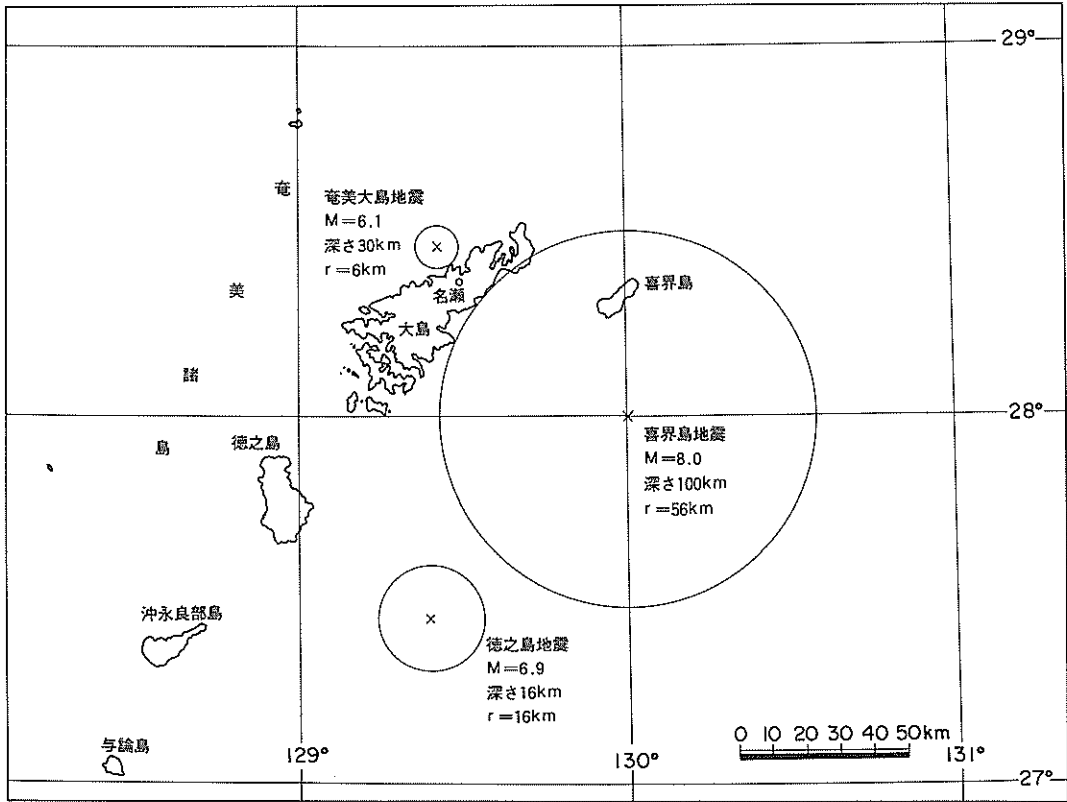 29°
奄
美
諸
島
奄美大島地震
M=6.1
深さ30km
r=6km
名瀬
大島
喜界島
28°
喜界島地震
M=8.0
深さ100km
r=56km
徳之島
沖永良部島
徳之島地震
M=6.9
深さ16km
r=16km
与論島
0 10 20 30 40 50km
129°
130°
131°
27°